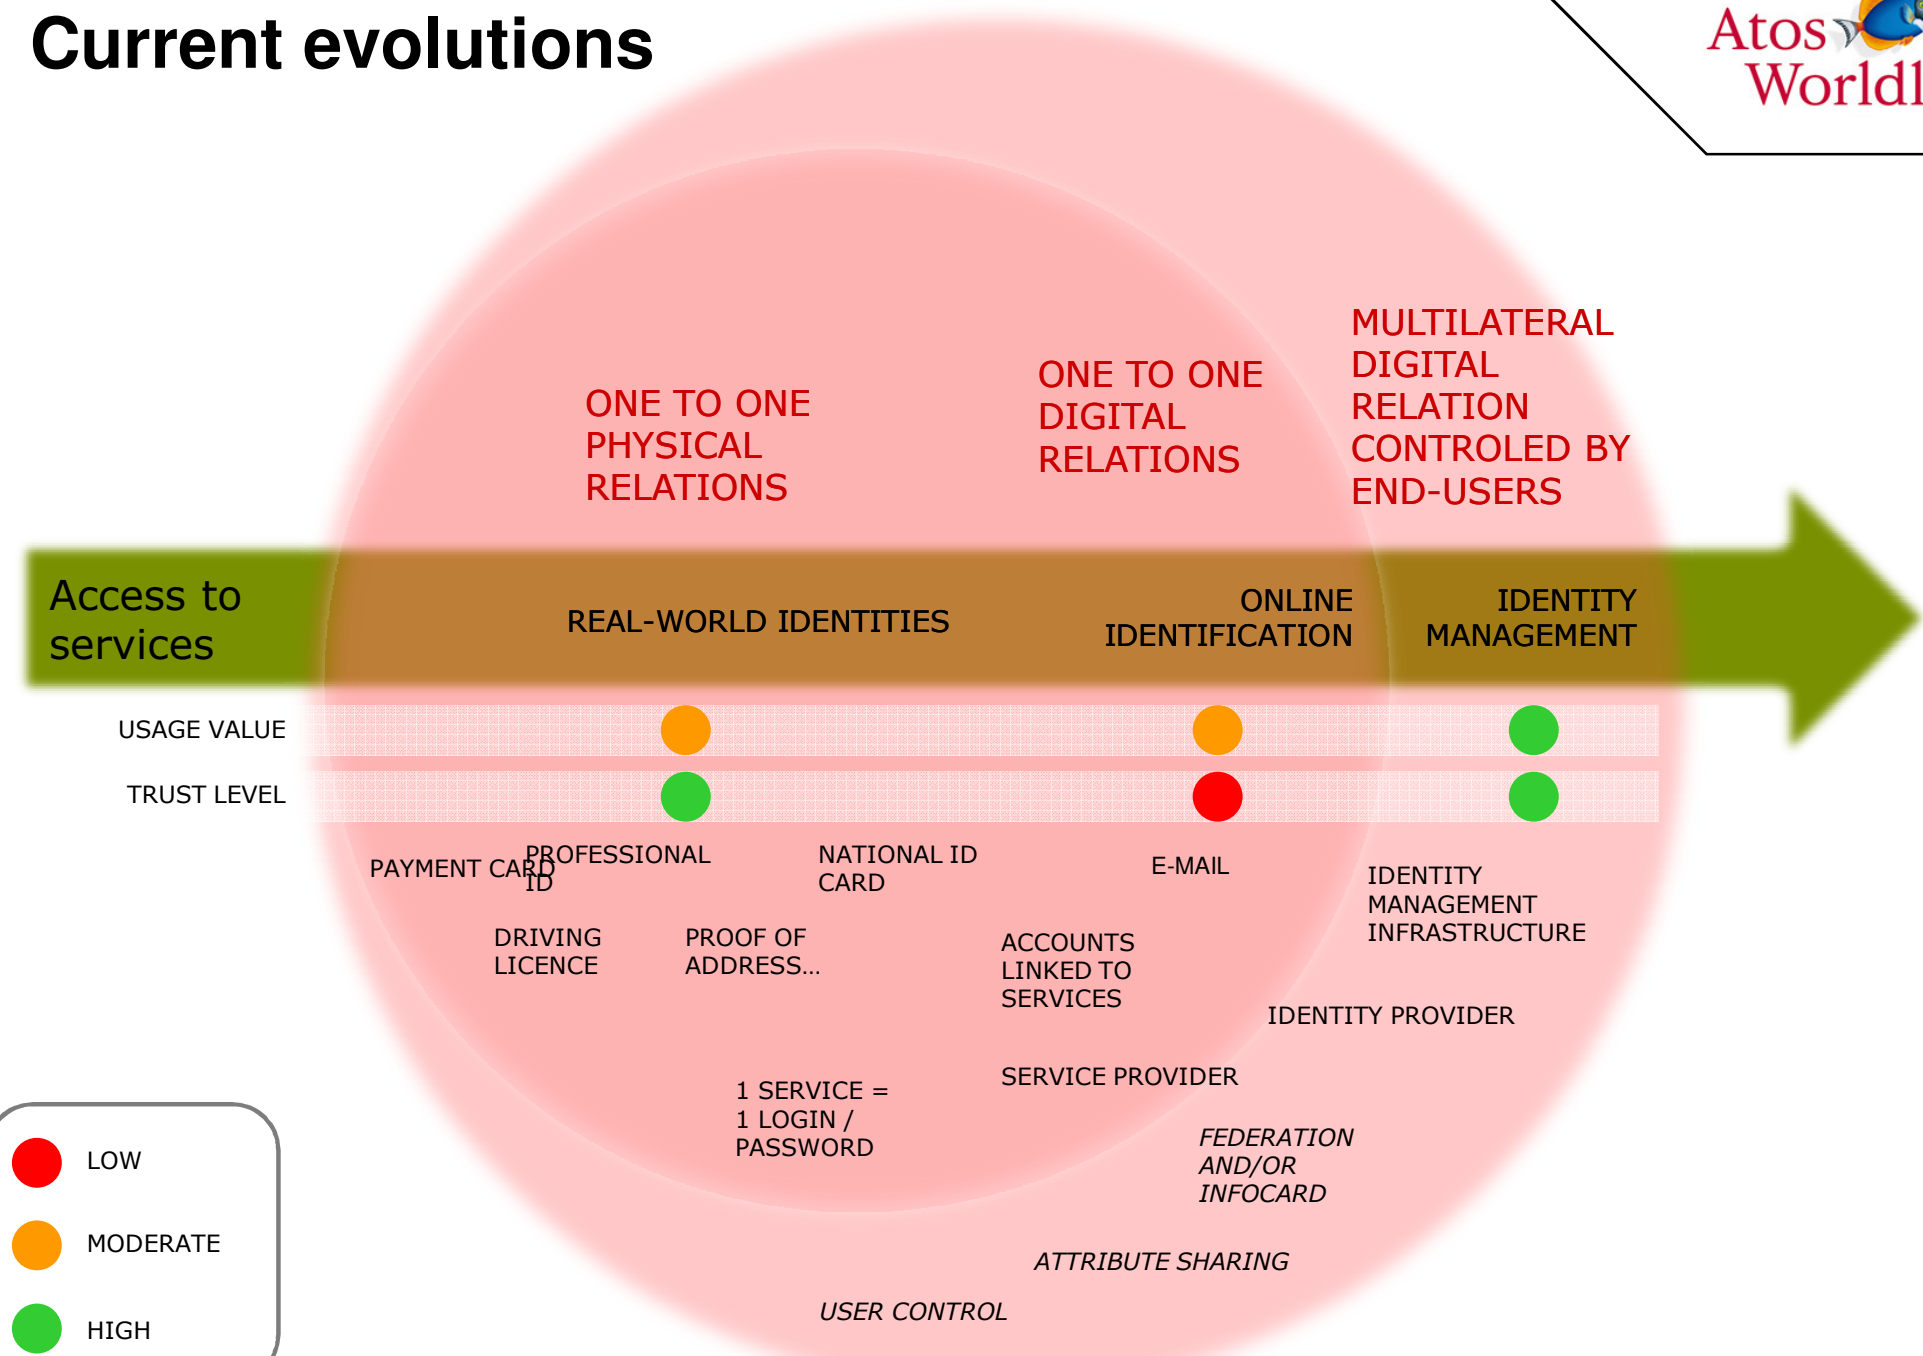 Current evolutions
Atos
Worldl
MULTILATERAL
DIGITAL
RELATION
CONTROLED BY
END-USERS
ONE TO ONE
DIGITAL
RELATIONS
ONE TO ONE
PHYSICAL
RELATIONS
Access to
services
REAL-WORLD IDENTITIES
ONLINE
IDENTIFICATION
IDENTITY
MANAGEMENT
USAGE VALUE
TRUST LEVEL
PAYMENT CARD
PROFESSIONAL
ID
NATIONAL ID
CARD
E-MAIL
IDENTITY
MANAGEMENT
INFRASTRUCTURE
DRIVING
LICENCE
PROOF OF
ADDRESS...
ACCOUNTS
LINKED TO
SERVICES
IDENTITY PROVIDER
SERVICE PROVIDER
1 SERVICE =
1 LOGIN /
PASSWORD
FEDERATION
AND/OR
INFOCARD
ATTRIBUTE SHARING
USER CONTROL
LOW
MODERATE
HIGH